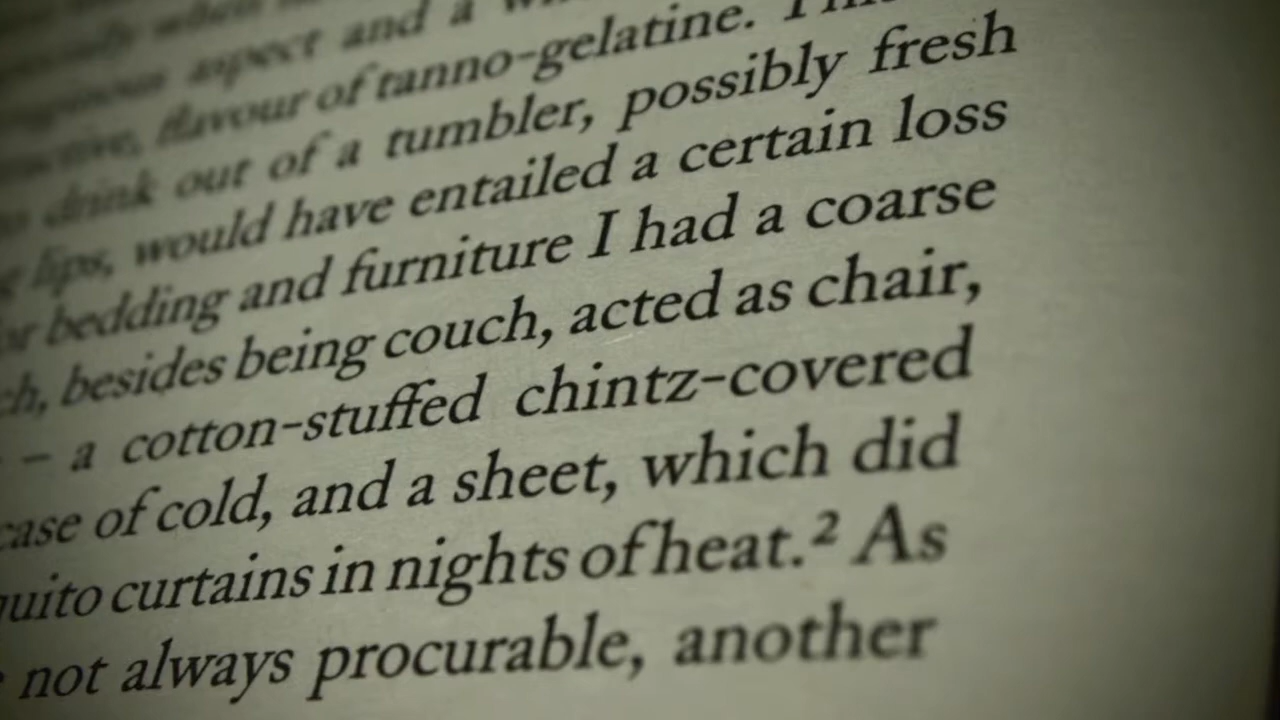 aspect and a
flavour of tanno-gelatine.
drink out of a tumbler, possibly fresh
lips, would have entailed a certain loss
bedding and furniture I had a coarse
ch, besides being couch, acted as chair,
– a cotton-stuffed chintz-covered
case of cold, and a sheet, which did
quito curtains in nights of heat.² As
not always procurable, another